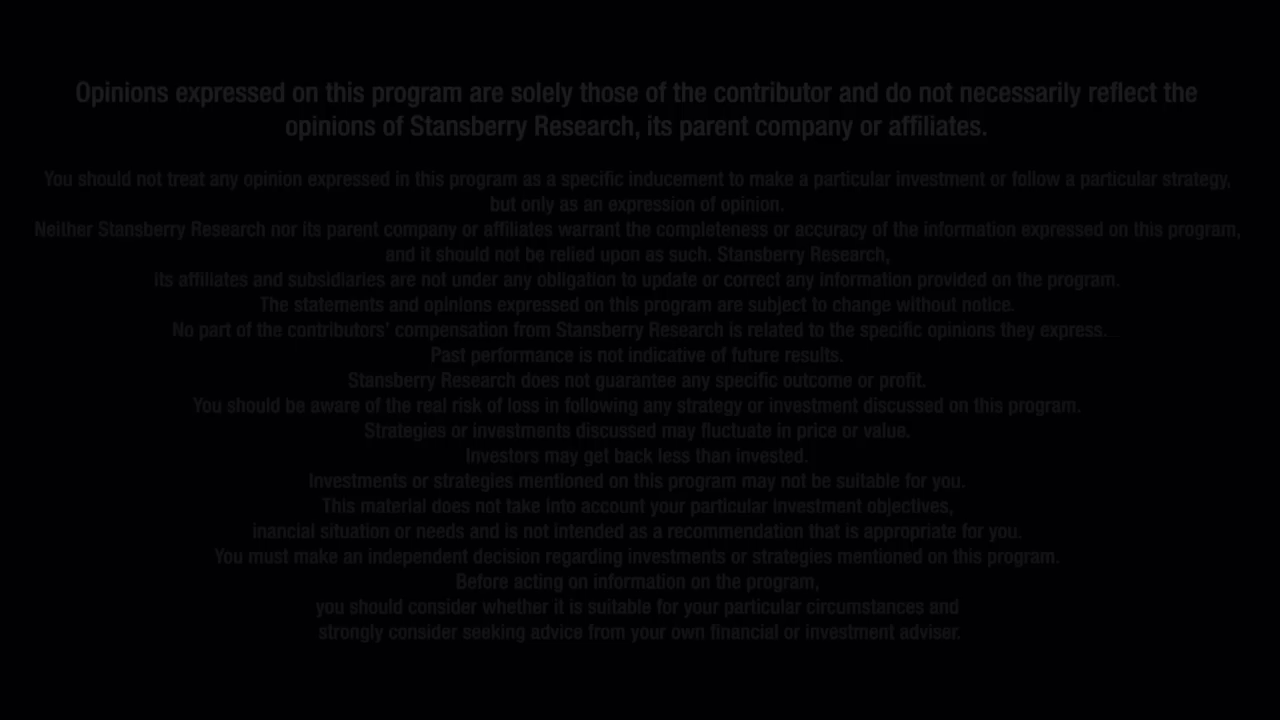 Opinions expressed on this program are solely those of the contributor and do not necessarily reflect the
opinions of Stansberry Research, its parent company or affiliates.
You should not treat any opinion expressed in this program as a specific inducement to make a particular investment or follow a particular strategy,
but only as an expression of opinion.
Neither Stansberry Research nor its parent company or affiliates warrant the completeness or accuracy of the information expressed on this program,
and it should not be relied upon as such. Stansberry Research,
its affiliates and subsidiaries are not under any obligation to update or correct any information provided on the program.
The statements and opinions expressed on this program are subject to change without notice.
No part of the contributors' compensation from Stansberry Research is related to the specific opinions they express.
Past performance is not indicative of future results.
Stansberry Research does not guarantee any specific outcome or profit.
You should be aware of the real risk of loss in following any strategy or investment discussed on this program.
Strategies or investments discussed may fluctuate in price or value.
Investors may get back less than invested.
Investments or strategies mentioned on this program may not be suitable for you.
This material does not take into account your particular investment objectives,
inancial situation or needs and is not intended as a recommendation that is appropriate for you.
You must make an independent decision regarding investments or strategies mentioned on this program.
Before acting on information on the program,
you should consider whether it is suitable for your particular circumstances and
strongly consider seeking advice from your own financial or investment adviser.